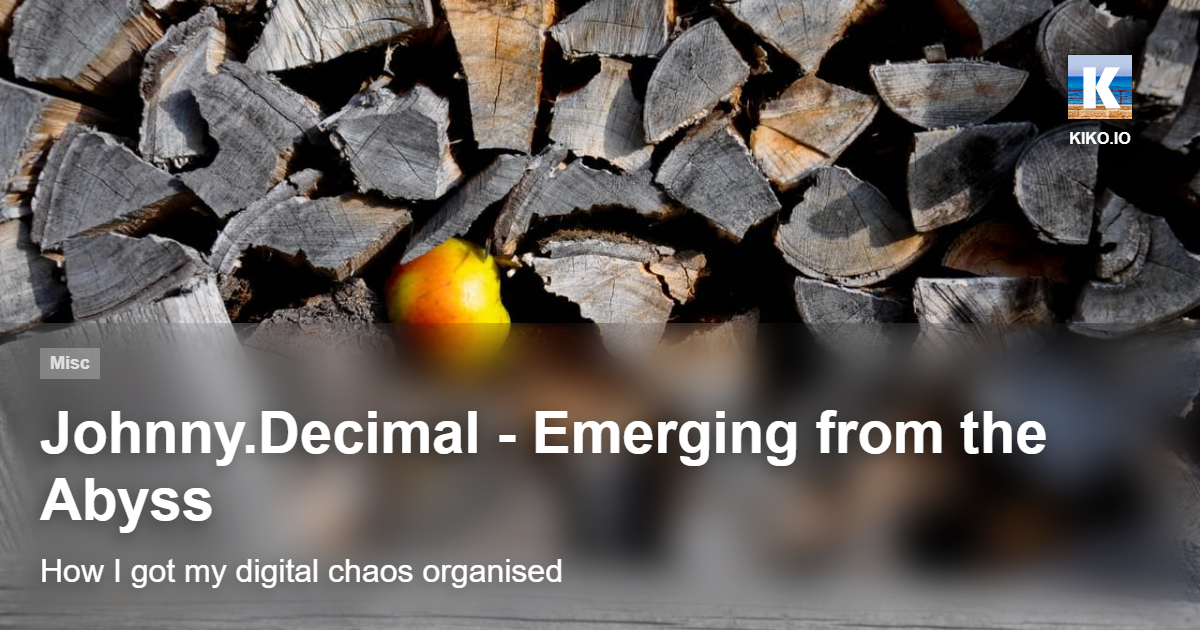 K
KIKO.IO
Misc
Johnny.Decimal - Emerging from the
Abyss
How I got my digital chaos organised